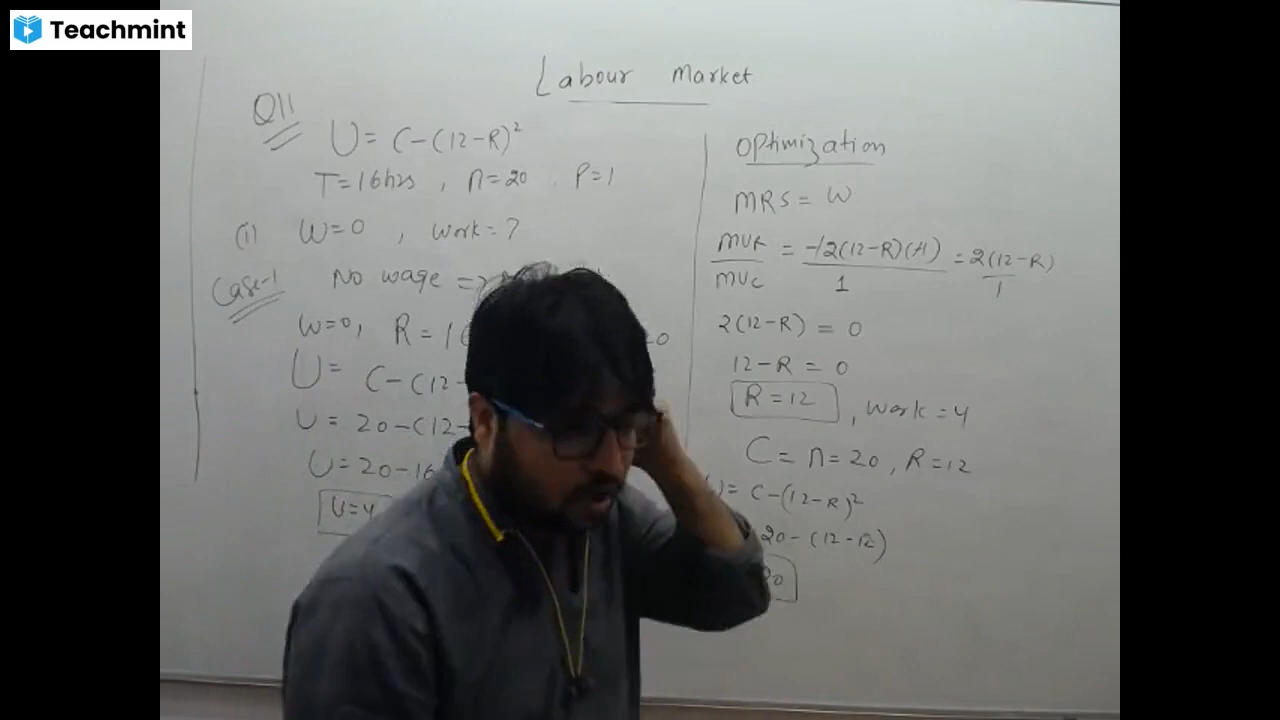 Teachmint
Labour Market
Q11
U = C-(12-R)²
T=16hrs , n=20 , P=1
(i) W=0 , work=?
Case-1 No wage =>
W=0, R=16
U= C-(12-
U = 20-(12-
U=20-16
U=4
Optimization
MRS = W
MUR/MUC = -2(12-R)(-1)/1 = 2(12-R)/1
2(12-R) = 0
12-R = 0
R=12 , work=4
C = n=20 , R=12
= C-(12-R)²
20-(12-12)
20